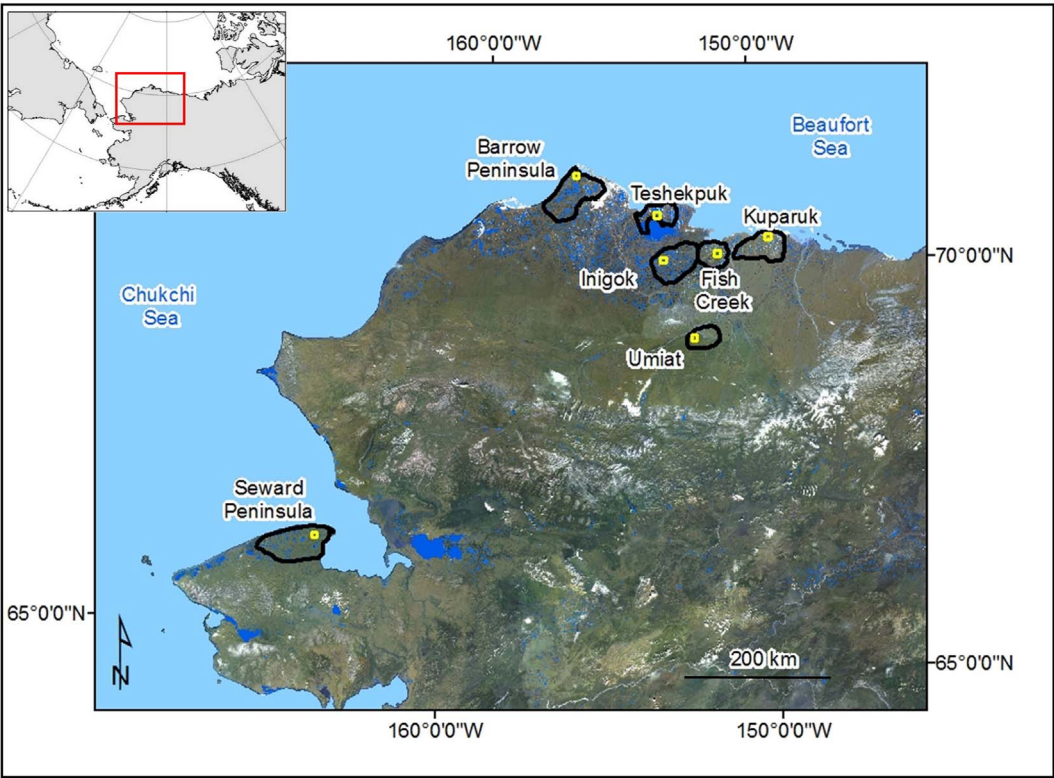 160°0'0"W
150°0'0"W
Beaufort
Sea
Barrow
Peninsula
Teshekpuk
Kuparuk
70°0'0"N
Inigok
Fish
Creek
Chukchi
Sea
Umiat
Seward
Peninsula
65°0'0"N
N
200 km
65°0'0"N
160°0'0"W
150°0'0"W